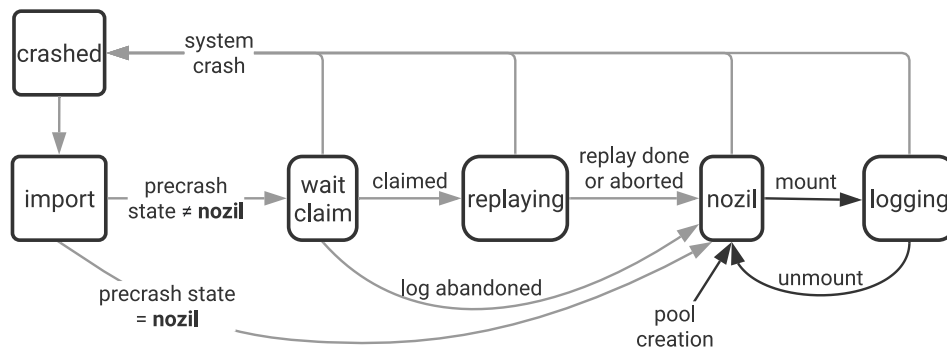 crashed
system
crash
import
precrash
state ≠ nozil
wait
claim
claimed
replaying
replay done
or aborted
nozil
mount
logging
log abandoned
unmount
precrash state
= nozil
pool
creation